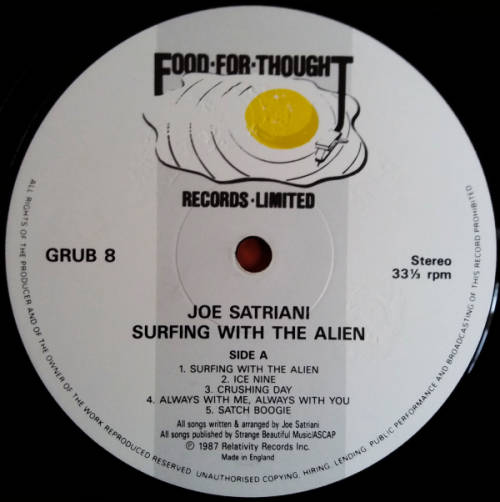 FOOD·FOR·THOUGHT
RECORDS·LIMITED
GRUB 8
Stereo
33⅓ rpm
JOE SATRIANI
SURFING WITH THE ALIEN
SIDE A
1. SURFING WITH THE ALIEN
2. ICE NINE
3. CRUSHING DAY
4. ALWAYS WITH ME, ALWAYS WITH YOU
5. SATCH BOOGIE
All songs written & arranged by Joe Satriani
All songs published by Strange Beautiful Music/ASCAP
℗ 1987 Relativity Records Inc.
Made in England
ALL RIGHTS OF THE PRODUCER AND OF THE OWNER OF THE WORK REPRODUCED RESERVED. UNAUTHORISED COPYING, HIRING, LENDING, PUBLIC PERFORMANCE AND BROADCASTING OF THIS RECORD PROHIBITED